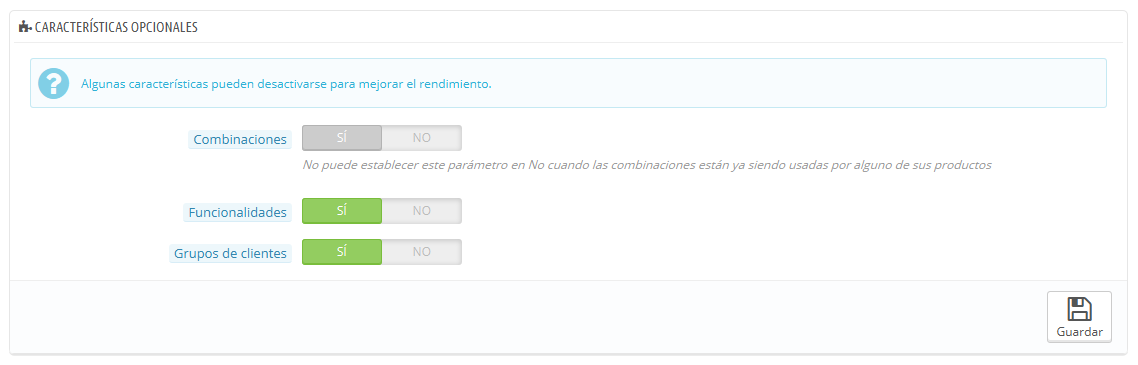 CARACTERÍSTICAS OPCIONALES
Algunas características pueden desactivarse para mejorar el rendimiento.
Combinaciones SÍ NO
No puede establecer este parámetro en No cuando las combinaciones están ya siendo usadas por alguno de sus productos
Funcionalidades SÍ NO
Grupos de clientes SÍ NO
Guardar